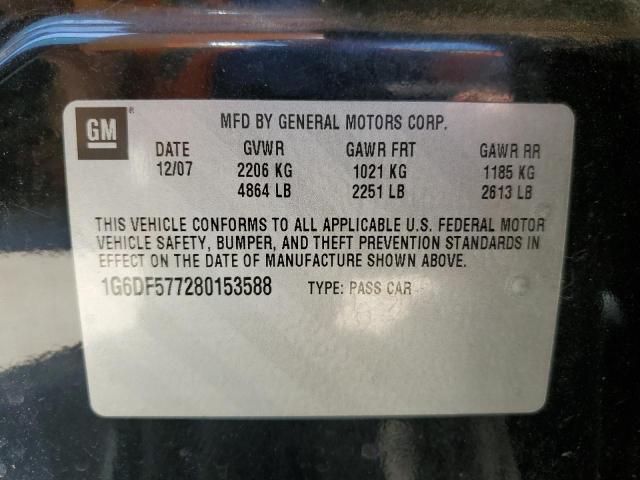 GM®
MFD BY GENERAL MOTORS CORP.
DATE GVWR GAWR FRT GAWR RR
12/07 2206 KG 1021 KG 1185 KG
4864 LB 2251 LB 2613 LB
THIS VEHICLE CONFORMS TO ALL APPLICABLE U.S. FEDERAL MOTOR
VEHICLE SAFETY, BUMPER, AND THEFT PREVENTION STANDARDS IN
EFFECT ON THE DATE OF MANUFACTURE SHOWN ABOVE.
1G6DF577280153588 TYPE: PASS CAR